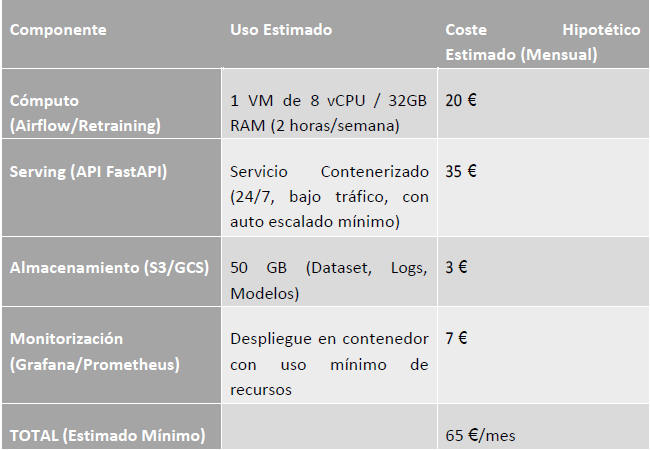 Componente
Uso Estimado
Coste Hipotético
Estimado (Mensual)
Cómputo
(Airflow/Retraining)
1 VM de 8 vCPU / 32GB
RAM (2 horas/semana)
20 €
Serving (API FastAPI)
Servicio Contenerizado
(24/7, bajo tráfico, con
auto escalado mínimo)
35 €
Almacenamiento (S3/GCS)
50 GB (Dataset, Logs,
Modelos)
3 €
Monitorización
(Grafana/Prometheus)
Despliegue en contenedor
con uso mínimo de
recursos
7 €
TOTAL (Estimado Mínimo)
65 €/mes